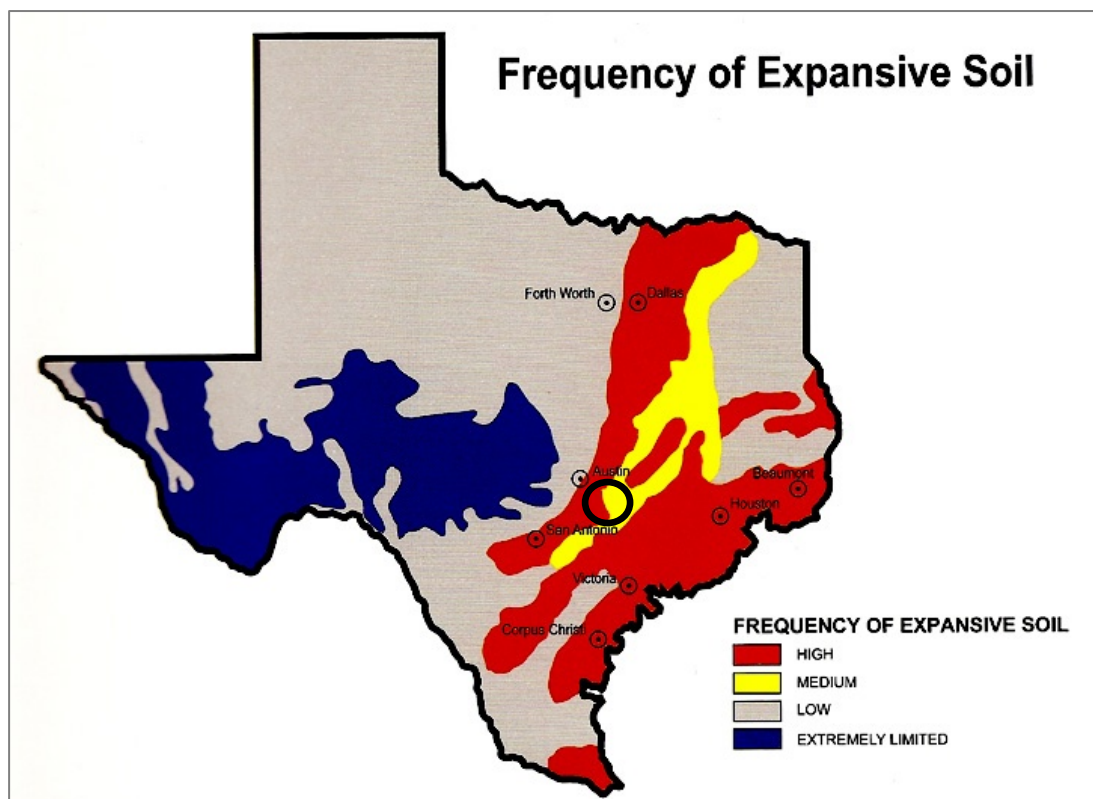 Frequency of Expansive Soil
Forth Worth
Dallas
Austin
Beaumont
Houston
San Antonio
Victoria
Corpus Christi
FREQUENCY OF EXPANSIVE SOIL
HIGH
MEDIUM
LOW
EXTREMELY LIMITED